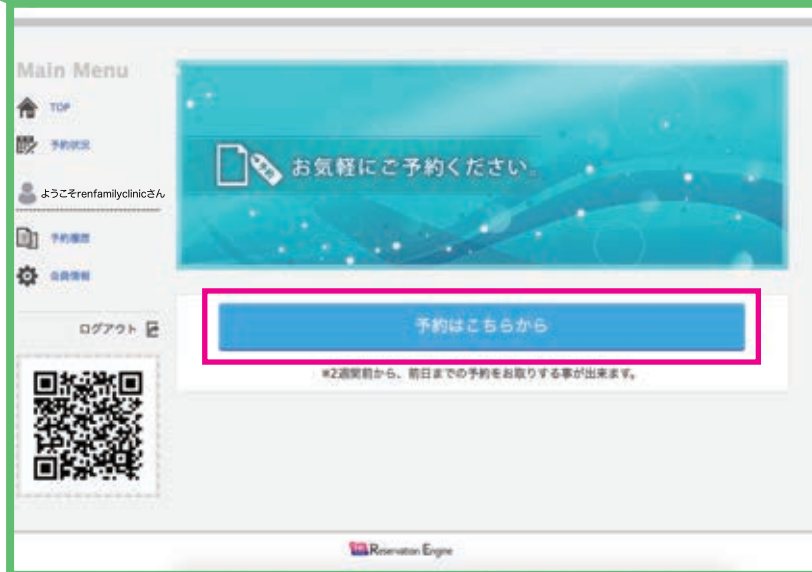 Main Menu
TOP
予約状況
ようこそrenfamilyclinicさん
予約履歴
会員情報
ログアウト
お気軽にご予約ください。
予約はこちらから
※2週間前から、前日までの予約をお取りする事が出来ます。
Reservation Engine